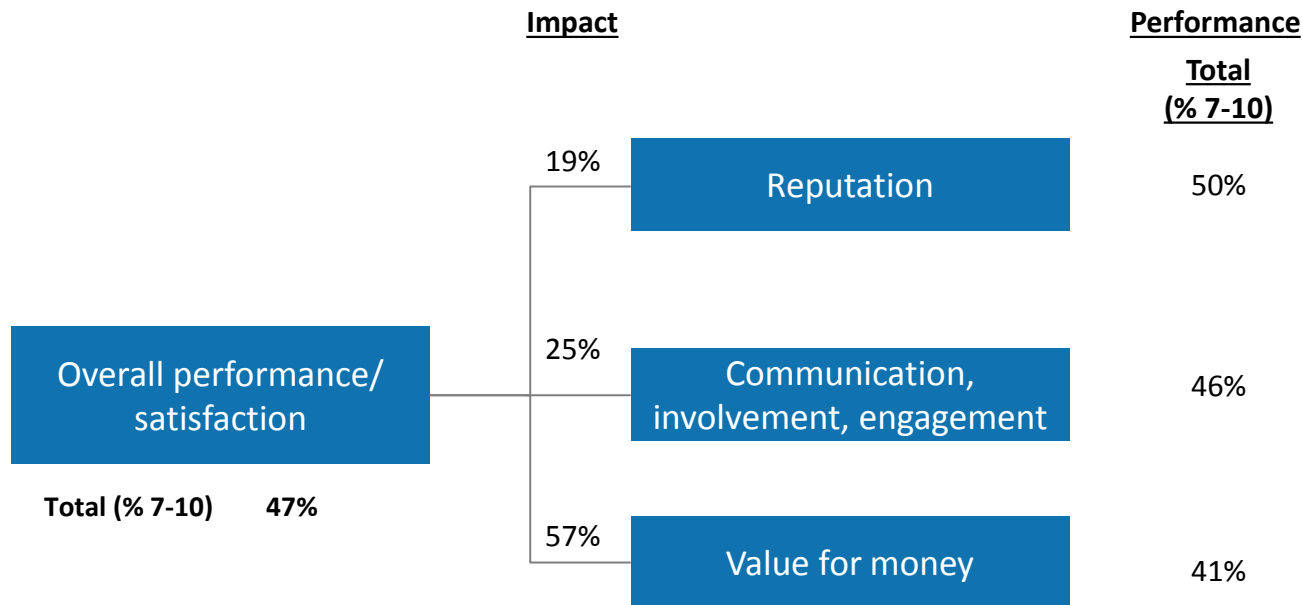 Impact
Performance
Total
(% 7-10)
19%
Reputation
50%
25%
Overall performance/
satisfaction
Communication,
involvement, engagement
46%
Total (% 7-10) 47%
57%
Value for money
41%